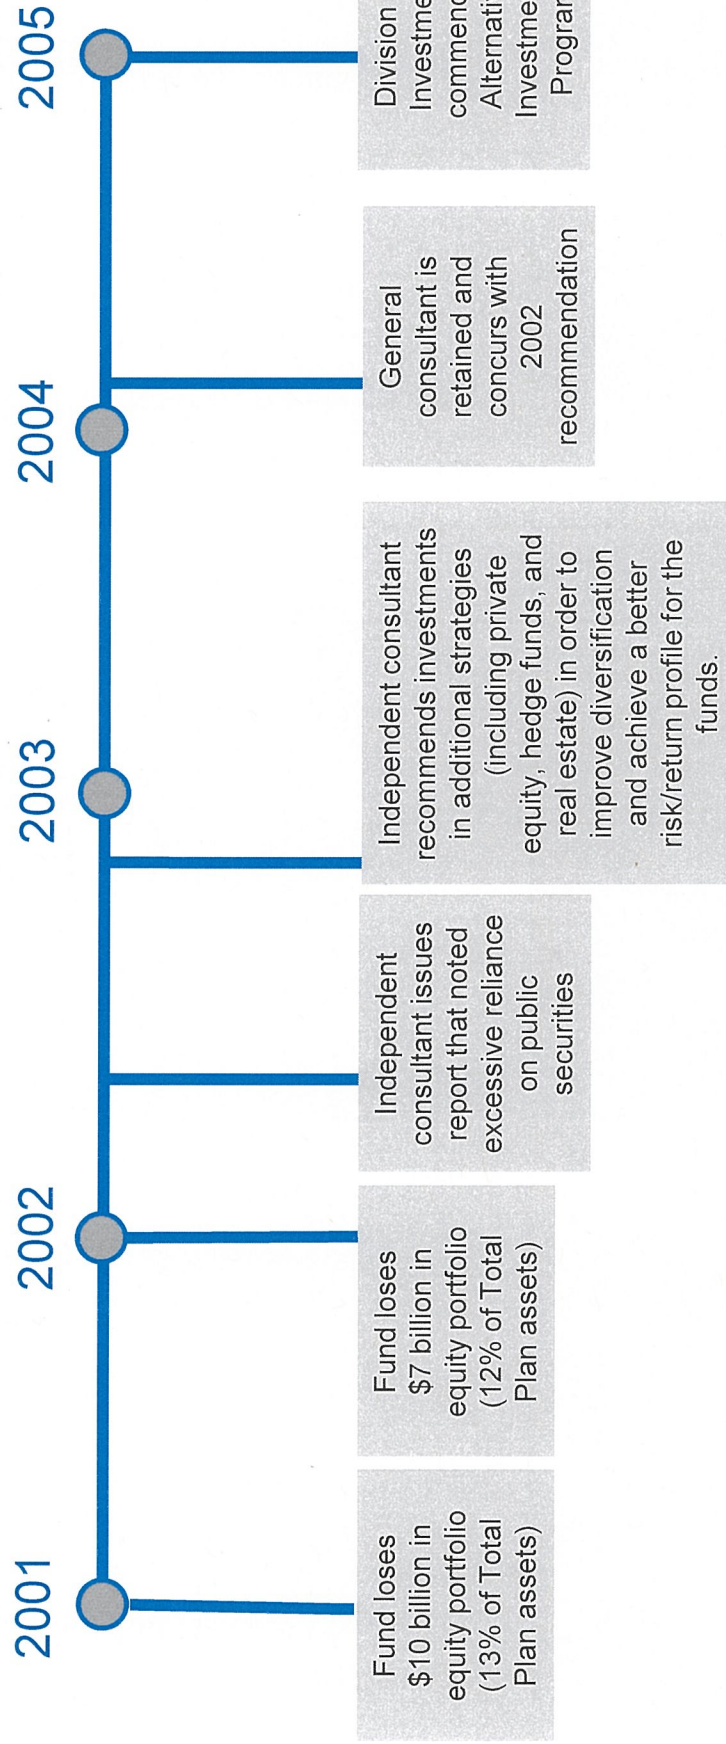 2001
2002
2003
2004
2005
Fund loses
$10 billion in
equity portfolio
(13% of Total
Plan assets)
Fund loses
$7 billion in
equity portfolio
(12% of Total
Plan assets)
Independent
consultant issues
report that noted
excessive reliance
on public
securities
Independent consultant
recommends investments
in additional strategies
(including private
equity, hedge funds, and
real estate) in order to
improve diversification
and achieve a better
risk/return profile for the
funds.
General
consultant is
retained and
concurs with
2002
recommendation
Division